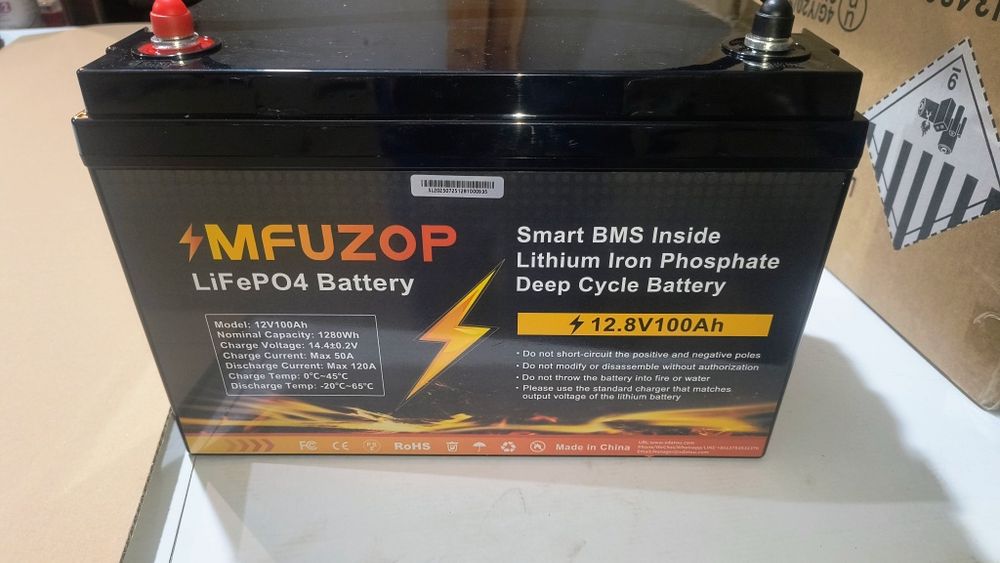 MFUZOP
LiFePO4 Battery
Model: 12V100Ah
Nominal Capacity: 1280Wh
Charge Voltage: 14.4±0.2V
Charge Current: Max 50A
Discharge Current: Max 120A
Charge Temp: 0℃~45℃
Discharge Temp: -20℃~65℃
Smart BMS Inside
Lithium Iron Phosphate
Deep Cycle Battery
12.8V100Ah
• Do not short-circuit the positive and negative poles
• Do not modify or disassemble without authorization
• Do not throw the battery into fire or water
• Please use the standard charger that matches
output voltage of the lithium battery
FC CE PS RoHS Made in China
4G/Y20
9